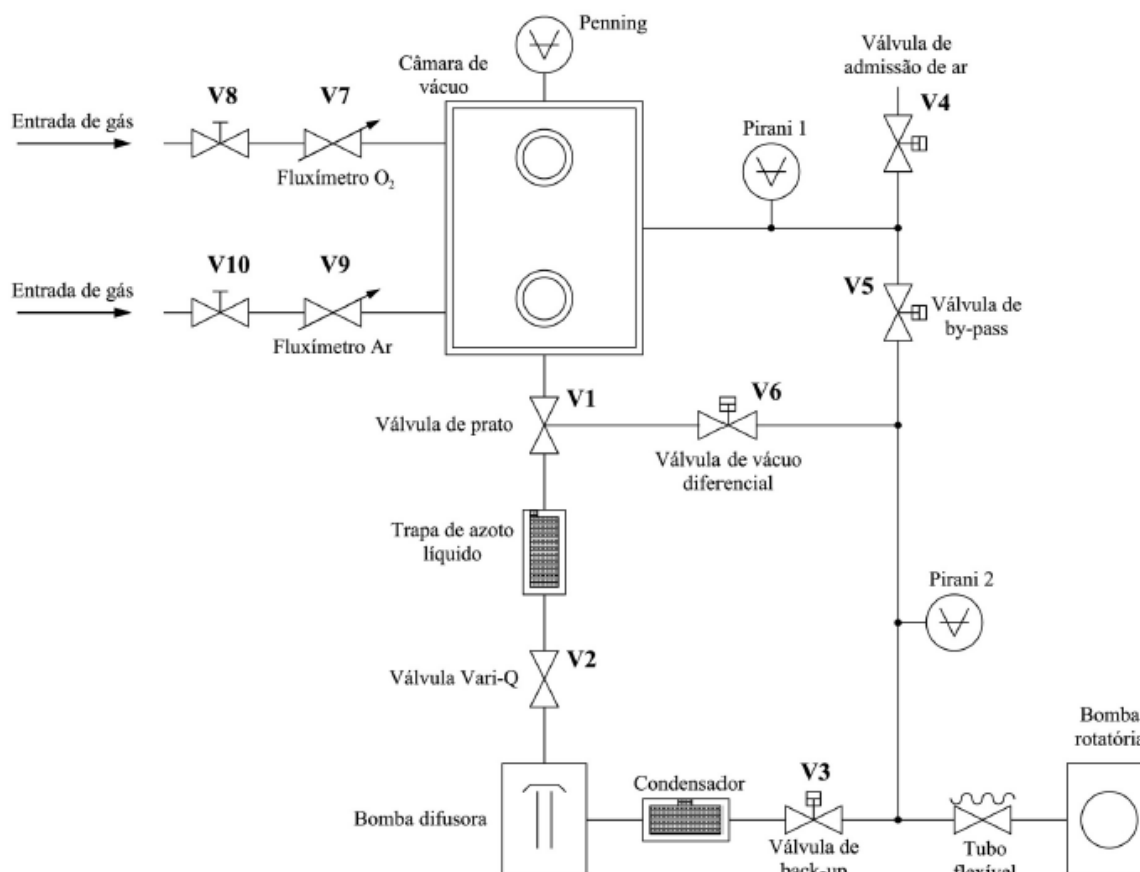 Penning
Câmara de
vácuo
Válvula de
admissão de ar
V8
V7
V4
Entrada de gás
Pirani 1
Fluxímetro O₂
V10
V9
Entrada de gás
V5
Válvula de
by-pass
Fluxímetro Ar
V1
V6
Válvula de prato
Válvula de vácuo
diferencial
Trapa de azoto
líquido
Pirani 2
V2
Válvula Vari-Q
Bomba
rotatória
Condensador
V3
Bomba difusora
Válvula de
back-up
Tubo
flexível